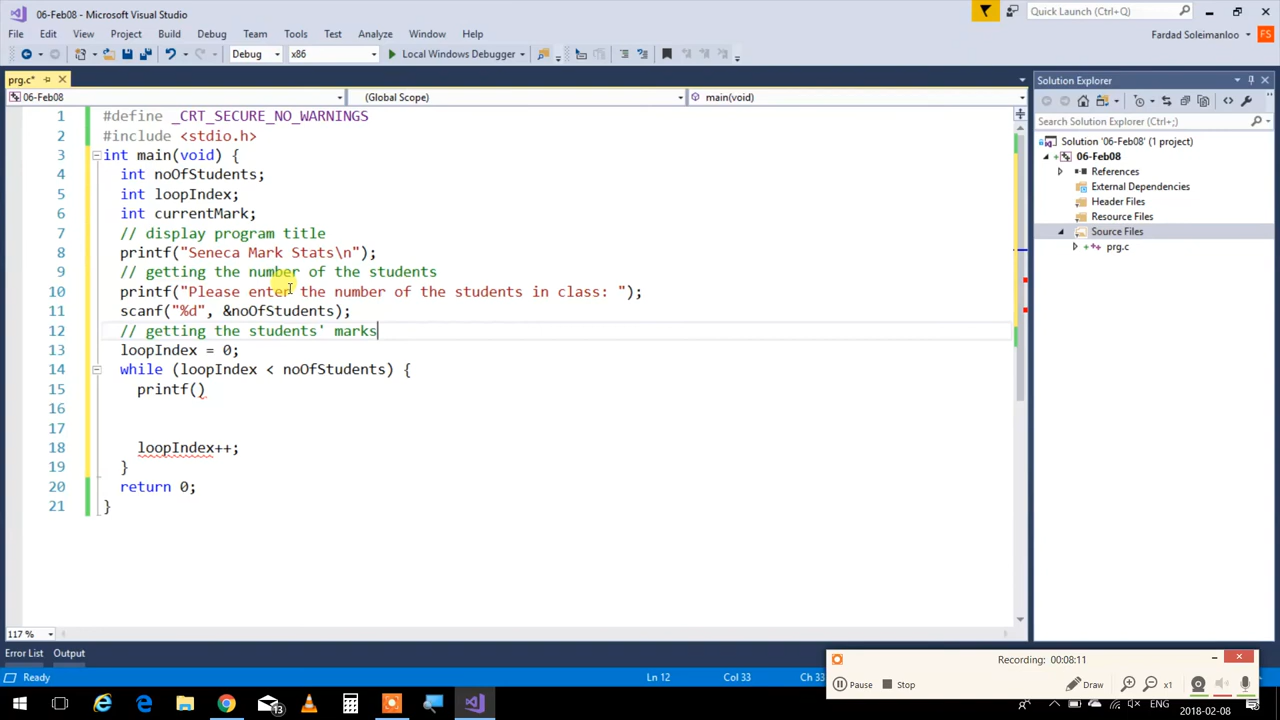 06-Feb08 - Microsoft Visual Studio
Quick Launch (Ctrl+Q)
File Edit View Project Build Debug Team Tools Test Analyze Window Help
Fardad Soleimanloo FS
Debug x86 Local Windows Debugger
prg.c*
Solution Explorer
06-Feb08 (Global Scope) main(void)
Search Solution Explorer (Ctrl+;)
Solution '06-Feb08' (1 project)
06-Feb08
References
External Dependencies
Header Files
Resource Files
Source Files
prg.c
1 #define _CRT_SECURE_NO_WARNINGS
2 #include <stdio.h>
3 int main(void) {
4 int noOfStudents;
5 int loopIndex;
6 int currentMark;
7 // display program title
8 printf("Seneca Mark Stats\n");
9 // getting the number of the students
10 printf("Please enter the number of the students in class: ");
11 scanf("%d", &noOfStudents);
12 // getting the students' marks
13 loopIndex = 0;
14 while (loopIndex < noOfStudents) {
15 printf()
16
17
18 loopIndex++;
19 }
20 return 0;
21 }
117 %
Error List Output
Ready Ln 12 Col 33
Recording: 00:08:11
Pause Stop Draw x1
13
ENG 7:01 PM
2018-02-08